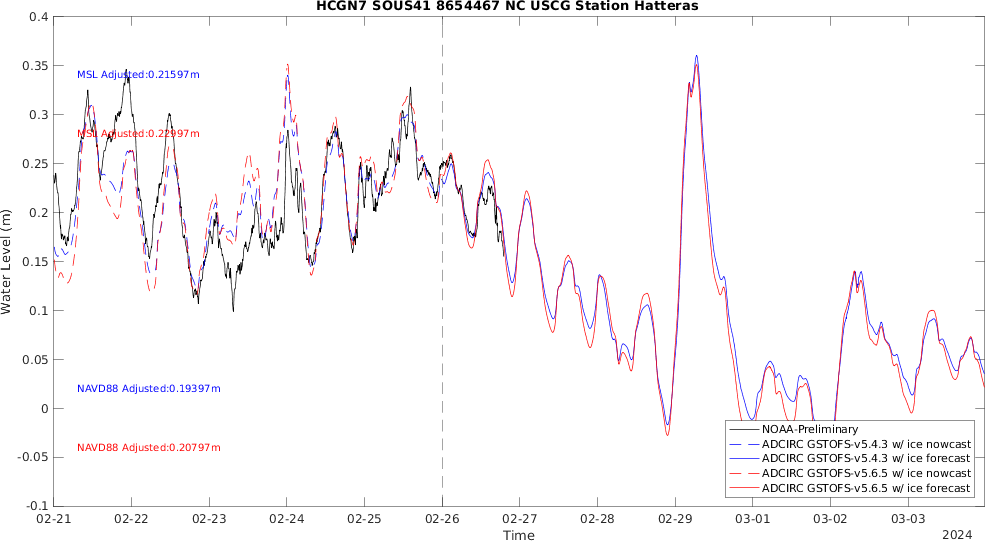 HCGN7 SOUS41 8654467 NC USCG Station Hatteras
0.4
0.35
0.3
0.25
0.2
0.15
0.1
0.05
0
-0.05
-0.1
Water Level (m)
MSL Adjusted:0.21597m
MSL Adjusted:0.22997m
NAVD88 Adjusted:0.19397m
NAVD88 Adjusted:0.20797m
NOAA-Preliminary
ADCIRC GSTOFS-v5.4.3 w/ ice nowcast
ADCIRC GSTOFS-v5.4.3 w/ ice forecast
ADCIRC GSTOFS-v5.6.5 w/ ice nowcast
ADCIRC GSTOFS-v5.6.5 w/ ice forecast
02-21 02-22 02-23 02-24 02-25 02-26 02-27 02-28 02-29 03-01 03-02 03-03
Time
2024